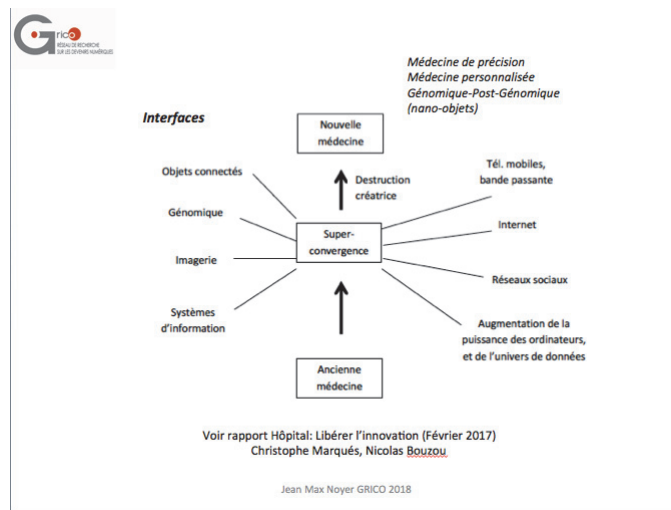 Grico
RÉSEAU DE RECHERCHE
SUR LES DEVENIRS NUMÉRIQUES
Médecine de précision
Médecine personnalisée
Génomique-Post-Génomique
(nano-objets)
Interfaces
Nouvelle
médecine
Objets connectés
Destruction
créatrice
Tél. mobiles,
bande passante
Génomique
Internet
Super-
convergence
Imagerie
Réseaux sociaux
Systèmes
d'information
Augmentation de la
puissance des ordinateurs,
et de l'univers de données
Ancienne
médecine
Voir rapport Hôpital: Libérer l'innovation (Février 2017)
Christophe Marqués, Nicolas Bouzou
Jean Max Noyer GRICO 2018